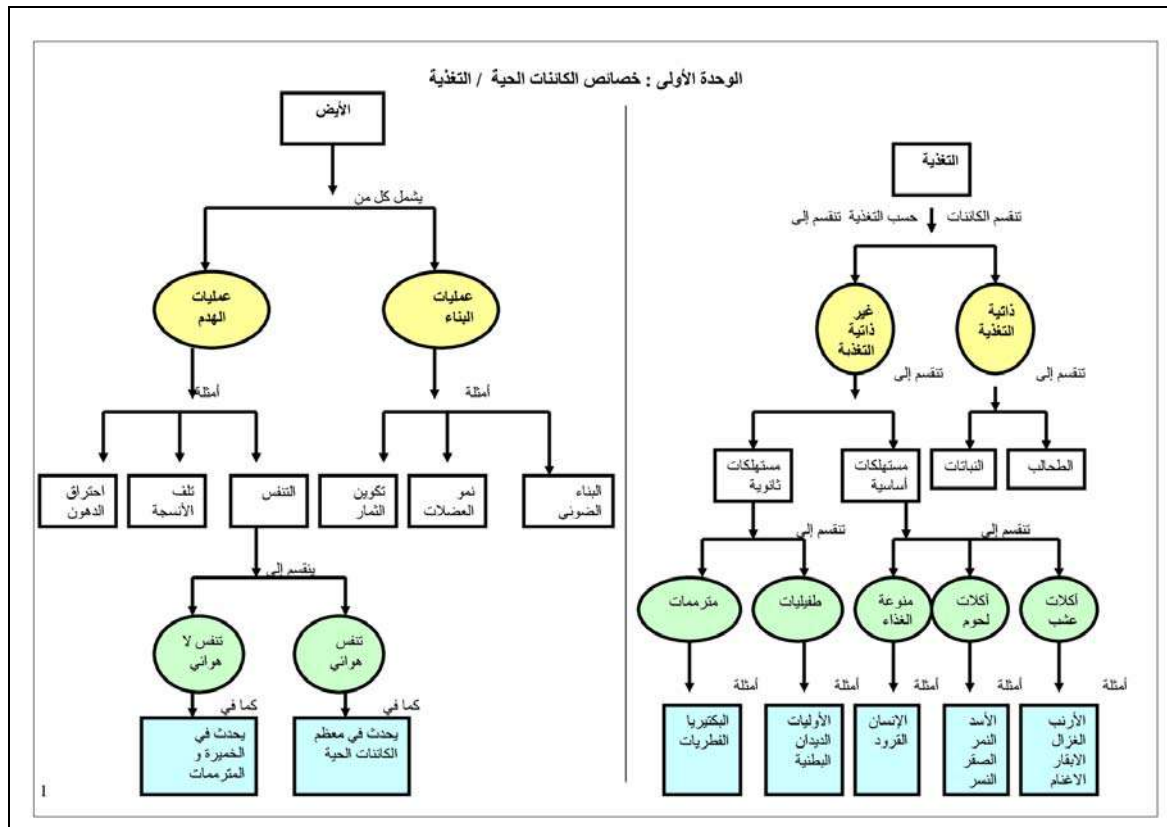 الوحدة الأولى : خصائص الكائنات الحية / التغذية
التغذية
تنقسم الكائنات حسب التغذية تنقسم إلى
ذاتية
التغذية
غير
ذاتية
التغذية
تنقسم إلى
تنقسم إلى
الطحالب
النباتات
مستهلكات
أساسية
مستهلكات
ثانوية
تنقسم إلى
تنقسم إلى
أكلات
عشب
أكلات
لحوم
منوعة
الغذاء
طفيليات
مترممات
أمثلة
أمثلة
أمثلة
أمثلة
أمثلة
الأرنب
الغزال
الابقار
الاغنام
الأسد
النمر
الصقر
النسر
الإنسان
القرود
الأوليات
الديدان
البطنية
البكتيريا
الفطريات
الأيض
يشمل كل من
عمليات
البناء
عمليات
الهدم
أمثلة
أمثلة
البناء
الضوئي
نمو
العضلات
تكوين
الثمار
التنفس
تلف
الأنسجة
احتراق
الدهون
ينقسم إلى
تنفس
هوائي
تنفس لا
هوائي
كما في
كما في
يحدث في معظم
الكائنات الحية
يحدث في
الخميرة و
المترممات
1